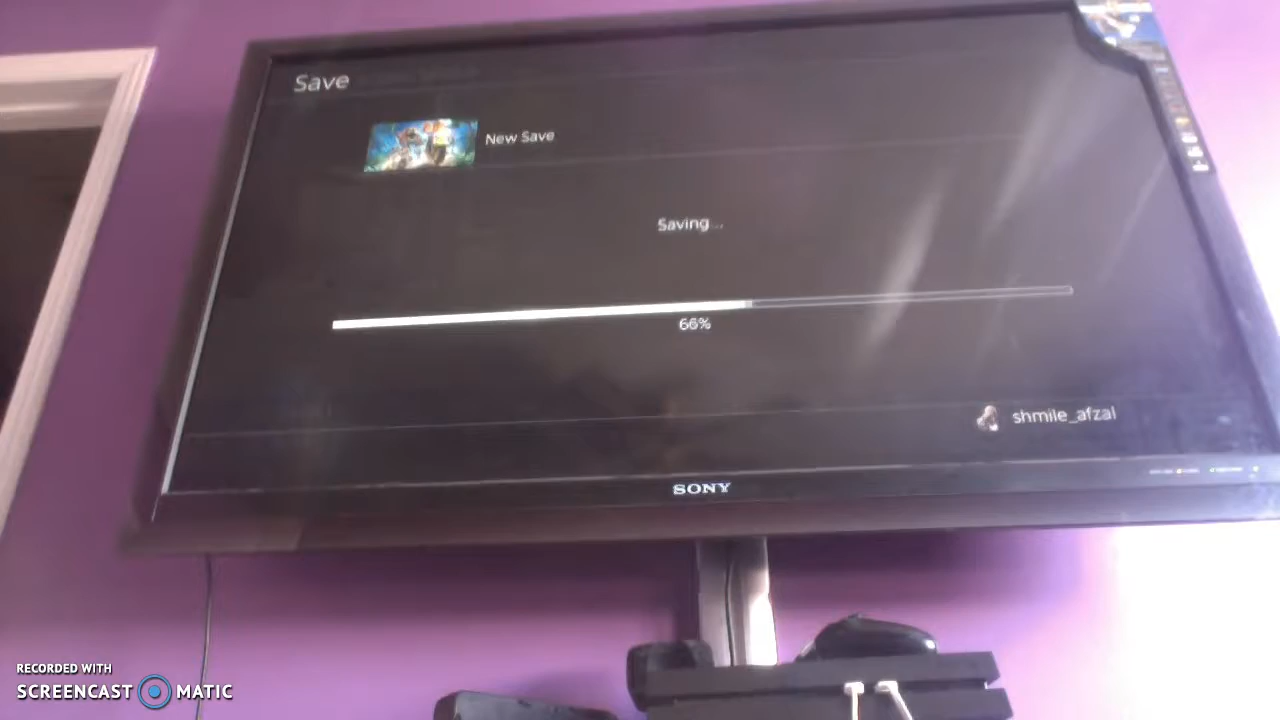 Save
New Save
Saving...
66%
shmile_afzal
SONY
RECORDED WITH
SCREENCAST MATIC